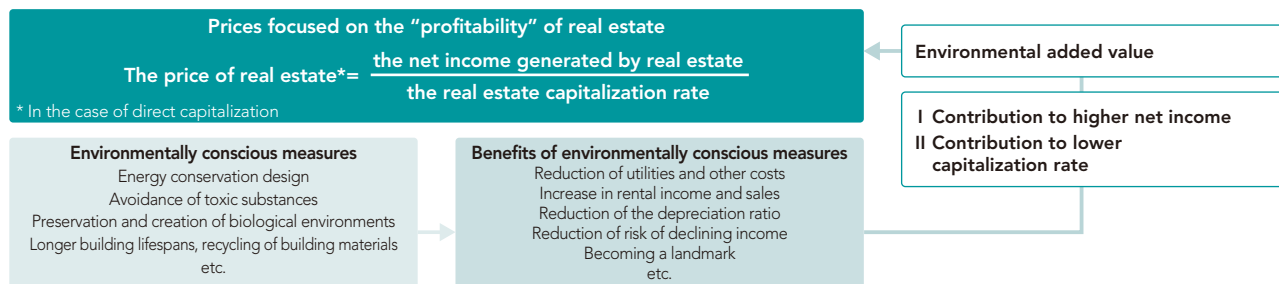 Prices focused on the “profitability” of real estate
The price of real estate*=
the net income generated by real estate
the real estate capitalization rate
* In the case of direct capitalization
Environmental added value
I Contribution to higher net income
II Contribution to lower
capitalization rate
Environmentally conscious measures
Energy conservation design
Avoidance of toxic substances
Preservation and creation of biological environments
Longer building lifespans, recycling of building materials
etc.
Benefits of environmentally conscious measures
Reduction of utilities and other costs
Increase in rental income and sales
Reduction of the depreciation ratio
Reduction of risk of declining income
Becoming a landmark
etc.